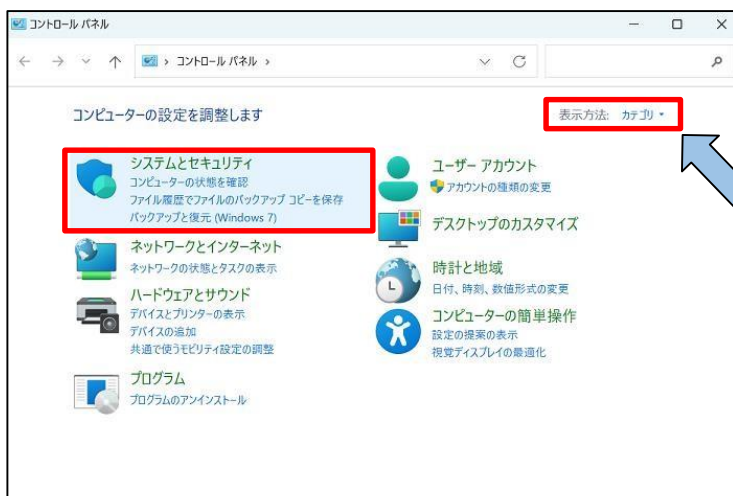 コントロール パネル
コントロール パネル
コンピューターの設定を調整します
表示方法: カテゴリ
システムとセキュリティ
コンピューターの状態を確認
ファイル履歴でファイルのバックアップ コピーを保存
バックアップと復元 (Windows 7)
ネットワークとインターネット
ネットワークの状態とタスクの表示
ハードウェアとサウンド
デバイスとプリンターの表示
デバイスの追加
共通で使うモビリティ設定の調整
プログラム
プログラムのアンインストール
ユーザー アカウント
アカウントの種類の変更
デスクトップのカスタマイズ
時計と地域
日付、時刻、数値形式の変更
コンピューターの簡単操作
設定の提案の表示
視覚ディスプレイの最適化